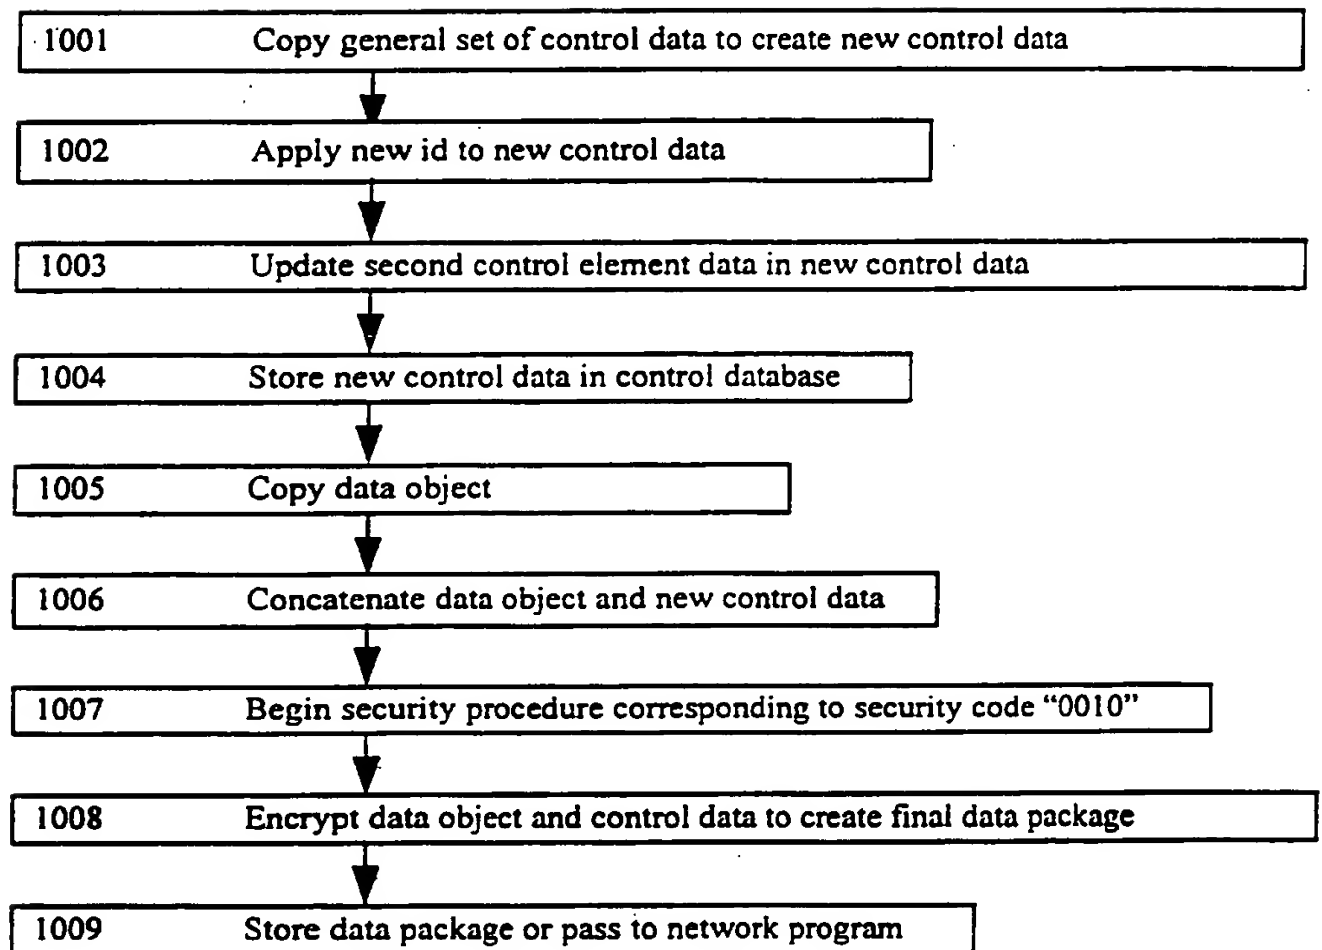 1001 Copy general set of control data to create new control data
1002 Apply new id to new control data
1003 Update second control element data in new control data
1004 Store new control data in control database
1005 Copy data object
1006 Concatenate data object and new control data
1007 Begin security procedure corresponding to security code “0010”
1008 Encrypt data object and control data to create final data package
1009 Store data package or pass to network program